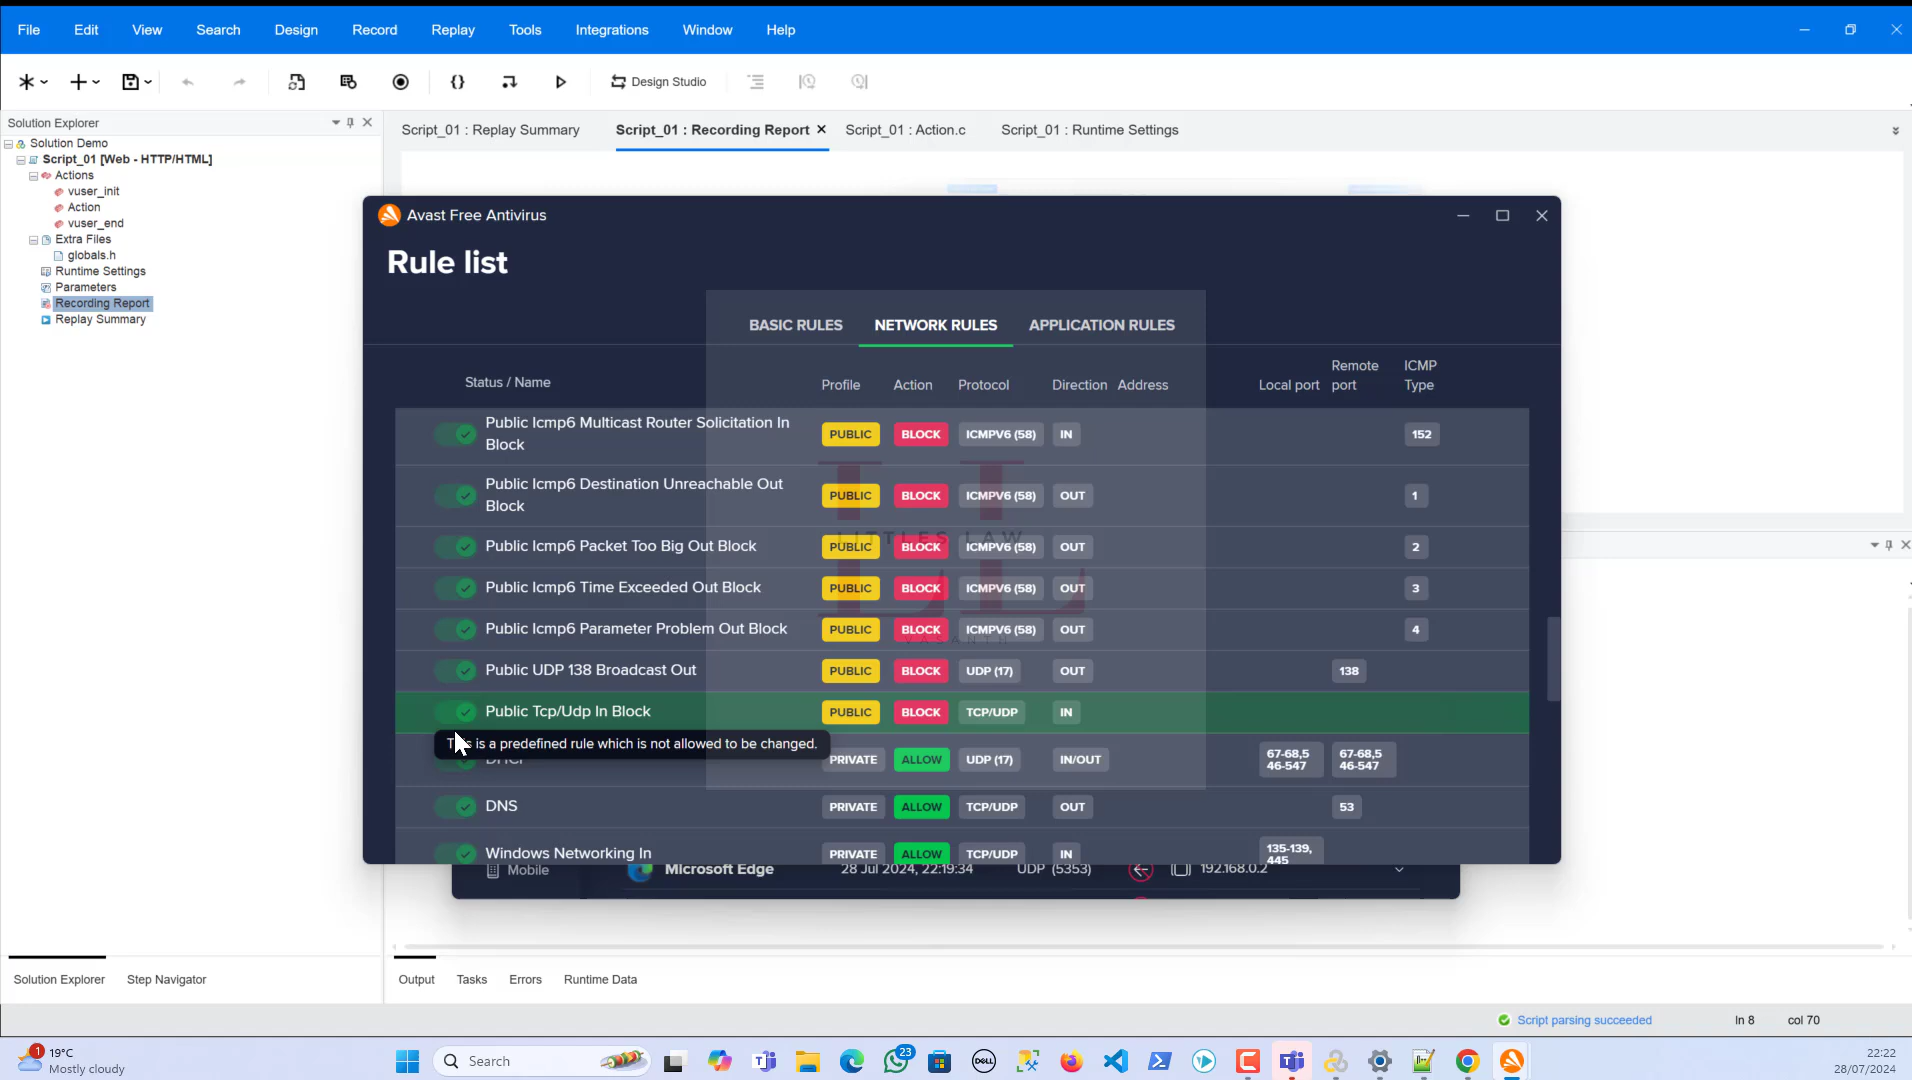 File Edit View Search Design Record Replay Tools Integrations Window Help
Design Studio
Solution Explorer
Script_01 : Replay Summary Script_01 : Recording Report Script_01 : Action.c Script_01 : Runtime Settings
Solution Demo
Script_01 [Web - HTTP/HTML]
Actions
vuser_init
Action
vuser_end
Extra Files
globals.h
Runtime Settings
Parameters
Recording Report
Replay Summary
Avast Free Antivirus
Rule list
BASIC RULES NETWORK RULES APPLICATION RULES
Status / Name Profile Action Protocol Direction Address Local port Remote port ICMP Type
Public Icmp6 Multicast Router Solicitation In Block PUBLIC BLOCK ICMPV6 (58) IN 152
Public Icmp6 Destination Unreachable Out Block PUBLIC BLOCK ICMPV6 (58) OUT 1
LITTLES LAW
Public Icmp6 Packet Too Big Out Block PUBLIC BLOCK ICMPV6 (58) OUT 2
Public Icmp6 Time Exceeded Out Block PUBLIC BLOCK ICMPV6 (58) OUT 3
Public Icmp6 Parameter Problem Out Block PUBLIC BLOCK ICMPV6 (58) OUT 4
Public UDP 138 Broadcast Out PUBLIC BLOCK UDP (17) OUT 138
Public Tcp/Udp In Block PUBLIC BLOCK TCP/UDP IN
is a predefined rule which is not allowed to be changed.
DHCP PRIVATE ALLOW UDP (17) IN/OUT 67-68,546-547 67-68,546-547
DNS PRIVATE ALLOW TCP/UDP OUT 53
Windows Networking In PRIVATE ALLOW TCP/UDP IN 135-139, 445
Mobile Microsoft Edge 28 Jul 2024, 22:19:34 UDP (5353) 192.168.0.2
Solution Explorer Step Navigator Output Tasks Errors Runtime Data
Script parsing succeeded ln 8 col 70
1 19°C
Mostly cloudy
Search
23
DELL
22:22
28/07/2024